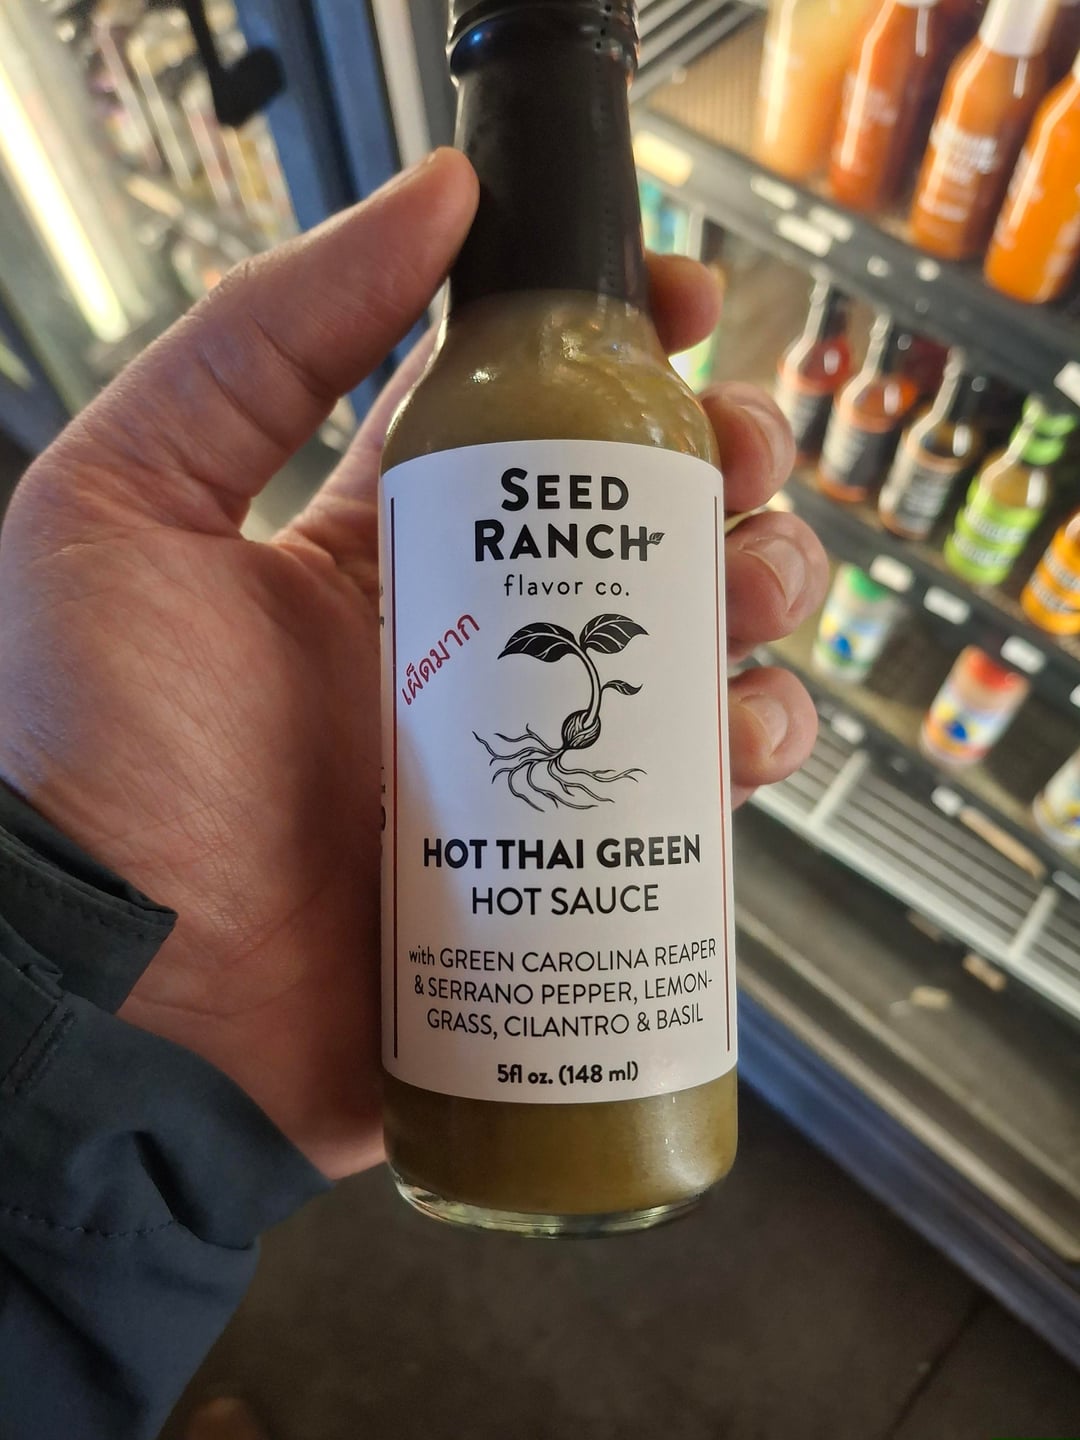 SEED
RANCH
flavor co.
เผ็ดมาก
HOT THAI GREEN
HOT SAUCE
with GREEN CAROLINA REAPER
& SERRANO PEPPER, LEMON-
GRASS, CILANTRO & BASIL
5fl oz. (148 ml)